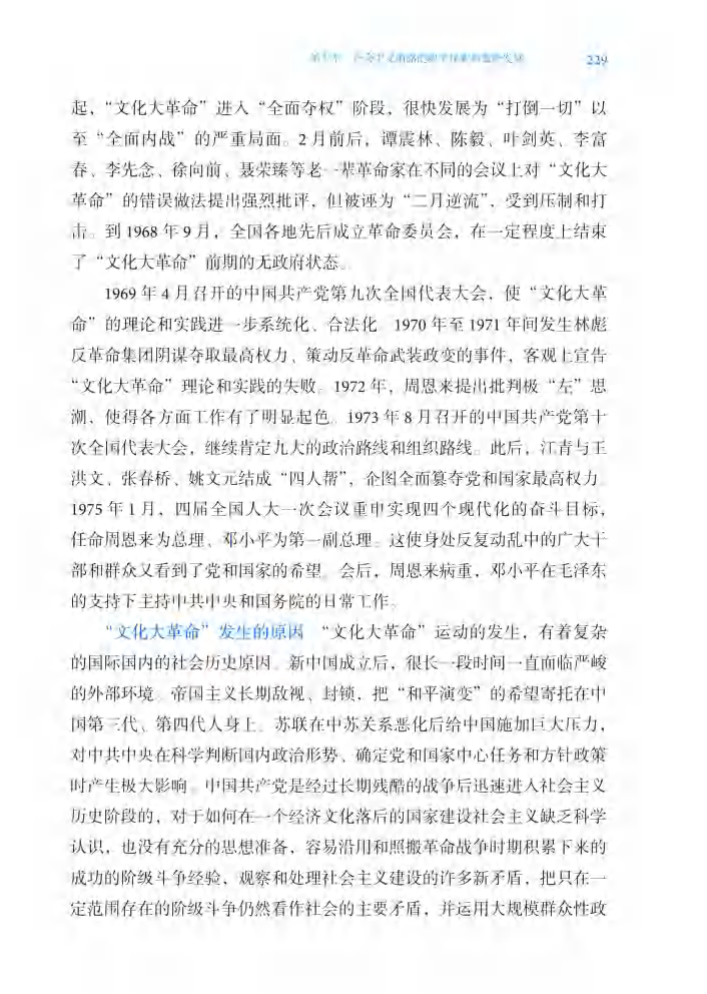 229
起，“文化大革命”进入“全面夺权”阶段，很快发展为“打倒一切”以
至“全面内战”的严重局面。2 月前后，谭震林、陈毅、叶剑英、李富
春、李先念、徐向前、聂荣臻等老一辈革命家在不同的会议上对“文化大
革命”的错误做法提出强烈批评，但被诬为“二月逆流”，受到压制和打
击。到 1968 年 9 月，全国各地先后成立革命委员会，在一定程度上结束
了“文化大革命”前期的无政府状态。
1969 年 4 月召开的中国共产党第九次全国代表大会，使“文化大革
命”的理论和实践进一步系统化、合法化。1970 年至 1971 年间发生林彪
反革命集团阴谋夺取最高权力、策动反革命武装政变的事件，客观上宣告
“文化大革命”理论和实践的失败。1972 年，周恩来提出批判极“左”思
潮，使得各方面工作有了明显起色。1973 年 8 月召开的中国共产党第十
次全国代表大会，继续肯定九大的政治路线和组织路线。此后，江青与王
洪文、张春桥、姚文元结成“四人帮”，企图全面篡夺党和国家最高权力。
1975 年 1 月，四届全国人大一次会议重申实现四个现代化的奋斗目标，
任命周恩来为总理、邓小平为第一副总理。这使身处反复动乱中的广大干
部和群众又看到了党和国家的希望。会后，周恩来病重，邓小平在毛泽东
的支持下主持中共中央和国务院的日常工作。
“文化大革命”发生的原因 “文化大革命”运动的发生，有着复杂
的国际国内的社会历史原因。新中国成立后，很长一段时间一直面临严峻
的外部环境。帝国主义长期敌视、封锁，把“和平演变”的希望寄托在中
国第三代、第四代人身上。苏联在中苏关系恶化后给中国施加巨大压力，
对中共中央在科学判断国内政治形势、确定党和国家中心任务和方针政策
时产生极大影响。中国共产党是经过长期残酷的战争后迅速进入社会主义
历史阶段的，对于如何在一个经济文化落后的国家建设社会主义缺乏科学
认识，也没有充分的思想准备，容易沿用和照搬革命战争时期积累下来的
成功的阶级斗争经验，观察和处理社会主义建设的许多新矛盾，把只在一
定范围存在的阶级斗争仍然看作社会的主要矛盾，并运用大规模群众性政